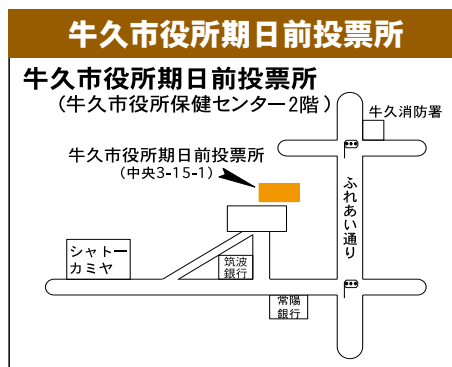 牛久市役所期日前投票所
牛久市役所期日前投票所
(牛久市役所保健センター2階)
牛久消防署
牛久市役所期日前投票所
(中央3-15-1)
ふれあい通り
シャトー
カミヤ
筑波
銀行
常陽
銀行